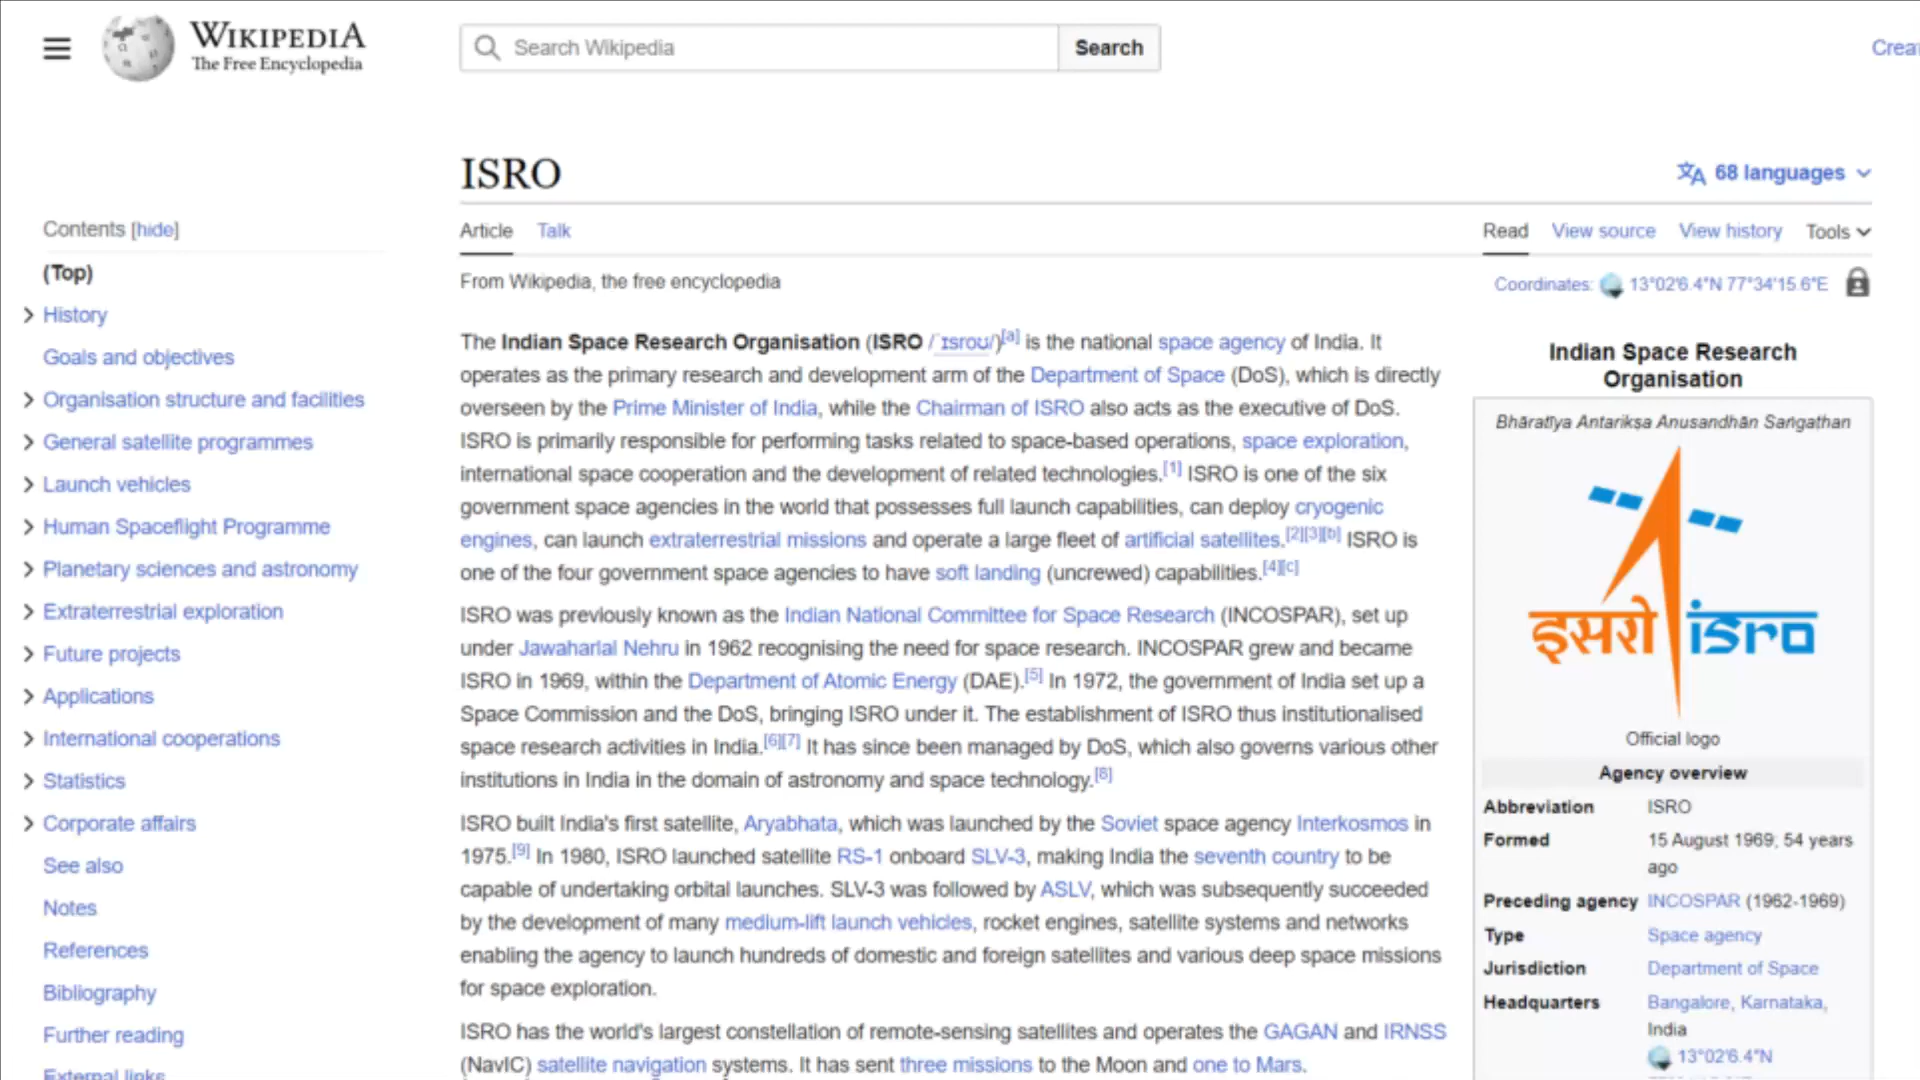 WIKIPEDIA
The Free Encyclopedia
Search Wikipedia
Search
ISRO
68 languages
Article Talk
Read View source View history Tools
From Wikipedia, the free encyclopedia
Coordinates: 13°02'6.4"N 77°34'15.6"E
Contents [hide]
(Top)
History
Goals and objectives
Organisation structure and facilities
General satellite programmes
Launch vehicles
Human Spaceflight Programme
Planetary sciences and astronomy
Extraterrestrial exploration
Future projects
Applications
International cooperations
Statistics
Corporate affairs
See also
Notes
References
Bibliography
Further reading
External links
The Indian Space Research Organisation (ISRO /ˈɪsroʊ/)[a] is the national space agency of India. It
operates as the primary research and development arm of the Department of Space (DoS), which is directly
overseen by the Prime Minister of India, while the Chairman of ISRO also acts as the executive of DoS.
ISRO is primarily responsible for performing tasks related to space-based operations, space exploration,
international space cooperation and the development of related technologies.[1] ISRO is one of the six
government space agencies in the world that possesses full launch capabilities, can deploy cryogenic
engines, can launch extraterrestrial missions and operate a large fleet of artificial satellites.[2][3][b] ISRO is
one of the four government space agencies to have soft landing (uncrewed) capabilities.[4][c]
ISRO was previously known as the Indian National Committee for Space Research (INCOSPAR), set up
under Jawaharlal Nehru in 1962 recognising the need for space research. INCOSPAR grew and became
ISRO in 1969, within the Department of Atomic Energy (DAE).[5] In 1972, the government of India set up a
Space Commission and the DoS, bringing ISRO under it. The establishment of ISRO thus institutionalised
space research activities in India.[6][7] It has since been managed by DoS, which also governs various other
institutions in India in the domain of astronomy and space technology.[8]
ISRO built India's first satellite, Aryabhata, which was launched by the Soviet space agency Interkosmos in
1975.[9] In 1980, ISRO launched satellite RS-1 onboard SLV-3, making India the seventh country to be
capable of undertaking orbital launches. SLV-3 was followed by ASLV, which was subsequently succeeded
by the development of many medium-lift launch vehicles, rocket engines, satellite systems and networks
enabling the agency to launch hundreds of domestic and foreign satellites and various deep space missions
for space exploration.
ISRO has the world's largest constellation of remote-sensing satellites and operates the GAGAN and IRNSS
(NavIC) satellite navigation systems. It has sent three missions to the Moon and one to Mars.
Indian Space Research
Organisation
Bhāratīya Antarikṣa Anusandhān Saṅgathan
इसरो isro
Official logo
Agency overview
Abbreviation ISRO
Formed 15 August 1969; 54 years
ago
Preceding agency INCOSPAR (1962-1969)
Type Space agency
Jurisdiction Department of Space
Headquarters Bangalore, Karnataka,
India
13°02'6.4"N